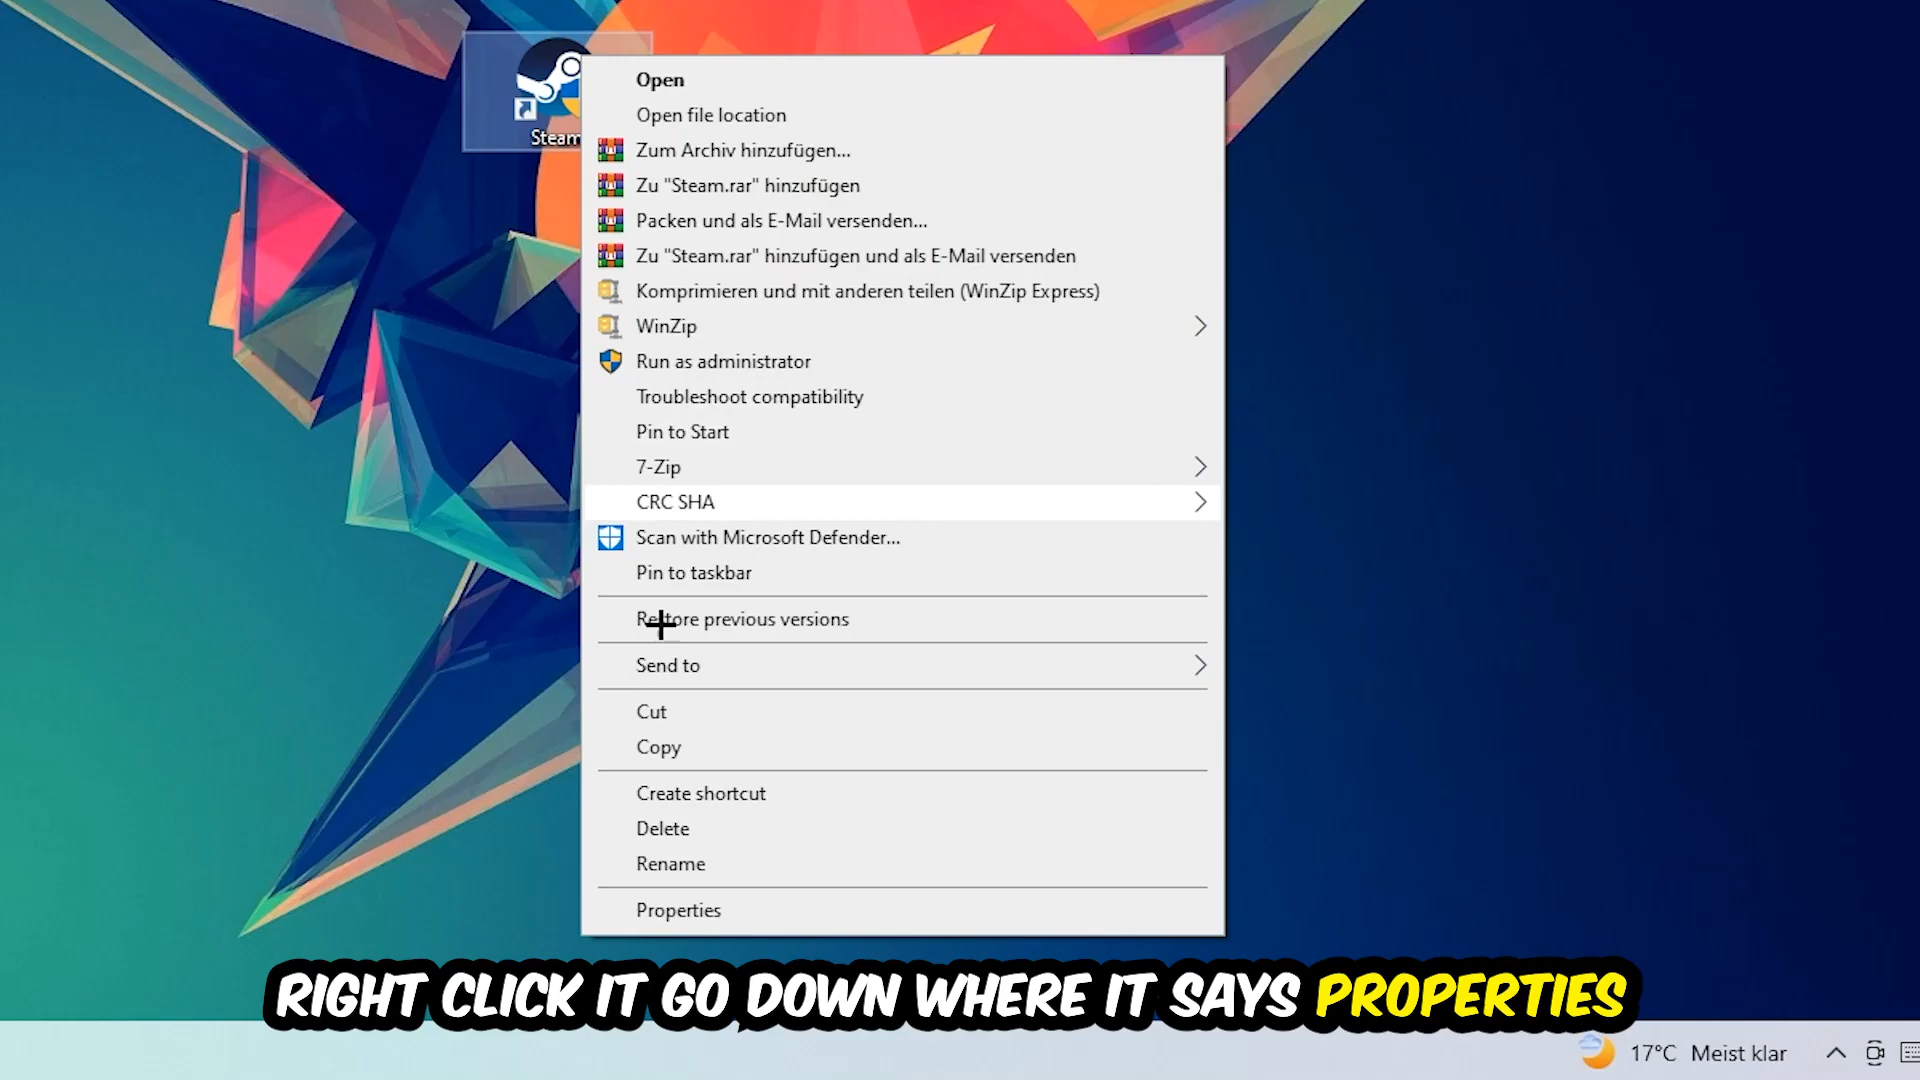 Steam
Open
Open file location
Zum Archiv hinzufügen...
Zu "Steam.rar" hinzufügen
Packen und als E-Mail versenden...
Zu "Steam.rar" hinzufügen und als E-Mail versenden
Komprimieren und mit anderen teilen (WinZip Express)
WinZip
Run as administrator
Troubleshoot compatibility
Pin to Start
7-Zip
CRC SHA
Scan with Microsoft Defender...
Pin to taskbar
Restore previous versions
Send to
Cut
Copy
Create shortcut
Delete
Rename
Properties
RIGHT CLICK IT GO DOWN WHERE IT SAYS PROPERTIES
17°C Meist klar